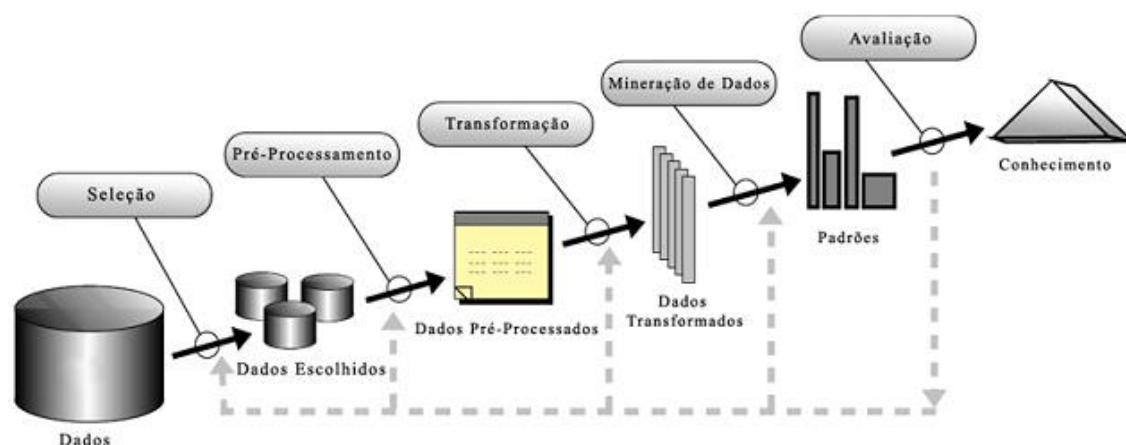 Avaliação
Mineração de Dados
Transformação
Pré-Processamento
Seleção
Conhecimento
Padrões
Dados
Transformados
Dados Pré-Processados
Dados Escolhidos
Dados